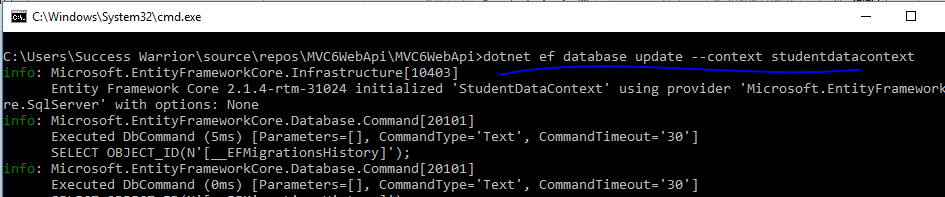 C:\Windows\System32\cmd.exe
C:\Users\Success Warrior\source\repos\MVC6WebApi\MVC6WebApi>dotnet ef database update --context studentdatacontext
info: Microsoft.EntityFrameworkCore.Infrastructure[10403]
Entity Framework Core 2.1.4-rtm-31024 initialized 'StudentDataContext' using provider 'Microsoft.EntityFramewor
re.SqlServer' with options: None
info: Microsoft.EntityFrameworkCore.Database.Command[20101]
Executed DbCommand (5ms) [Parameters=[], CommandType='Text', CommandTimeout='30']
SELECT OBJECT_ID(N'[__EFMigrationsHistory]');
info: Microsoft.EntityFrameworkCore.Database.Command[20101]
Executed DbCommand (0ms) [Parameters=[], CommandType='Text', CommandTimeout='30']